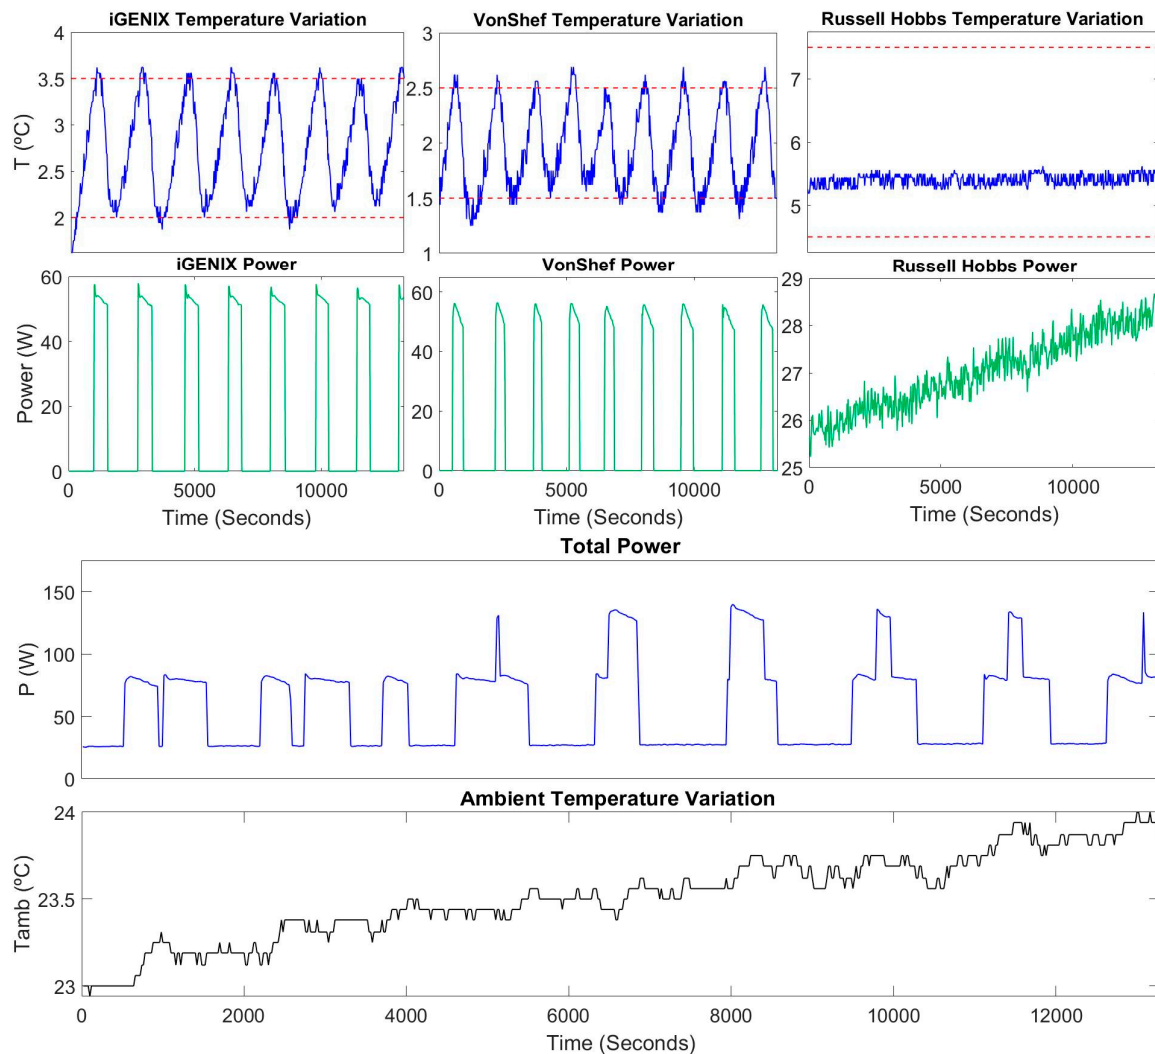 iGENIX Temperature Variation
VonShef Temperature Variation
Russell Hobbs Temperature Variation
T (ºC)
4
3.5
3
2.5
2
3
2.5
2
1.5
1
7
6
5
iGENIX Power
VonShef Power
Russell Hobbs Power
Power (W)
60
40
20
0
60
40
20
0
29
28
27
26
25
0 5000 10000
0 5000 10000
0 5000 10000
Time (Seconds)
Time (Seconds)
Time (Seconds)
Total Power
P (W)
150
100
50
0
Ambient Temperature Variation
Tamb (ºC)
24
23.5
23
0 2000 4000 6000 8000 10000 12000
Time (Seconds)